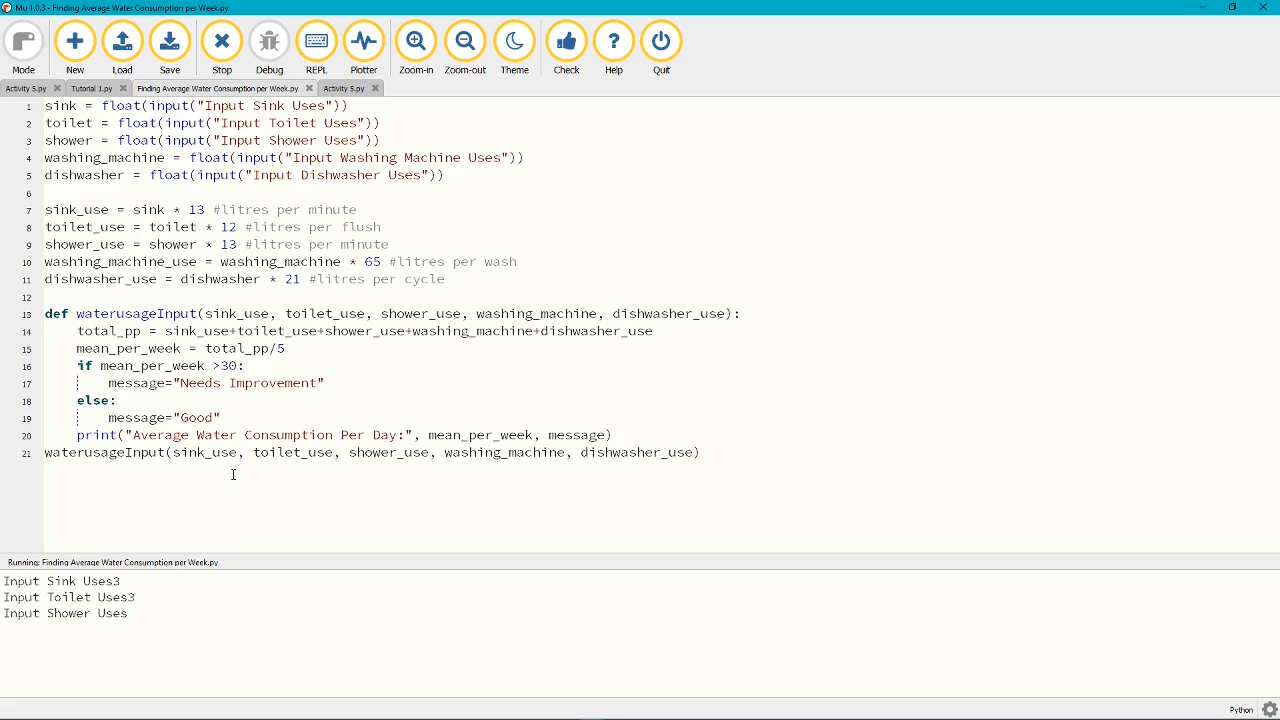 Mu 1.0.3 - Finding Average Water Consumption per Week.py
Mode New Load Save Stop Debug REPL Plotter Zoom-in Zoom-out Theme Check Help Quit
Activity 5.py Tutorial 1.py Finding Average Water Consumption per Week.py Activity 5.py
1 sink = float(input("Input Sink Uses"))
2 toilet = float(input("Input Toilet Uses"))
3 shower = float(input("Input Shower Uses"))
4 washing_machine = float(input("Input Washing Machine Uses"))
5 dishwasher = float(input("Input Dishwasher Uses"))
6
7 sink_use = sink * 13 #litres per minute
8 toilet_use = toilet * 12 #litres per flush
9 shower_use = shower * 13 #litres per minute
10 washing_machine_use = washing_machine * 65 #litres per wash
11 dishwasher_use = dishwasher * 21 #litres per cycle
12
13 def waterusageInput(sink_use, toilet_use, shower_use, washing_machine, dishwasher_use):
14     total_pp = sink_use+toilet_use+shower_use+washing_machine+dishwasher_use
15     mean_per_week = total_pp/5
16     if mean_per_week >30:
17         message="Needs Improvement"
18     else:
19         message="Good"
20     print("Average Water Consumption Per Day:", mean_per_week, message)
21 waterusageInput(sink_use, toilet_use, shower_use, washing_machine, dishwasher_use)
Running: Finding Average Water Consumption per Week.py
Input Sink Uses3
Input Toilet Uses3
Input Shower Uses
Python